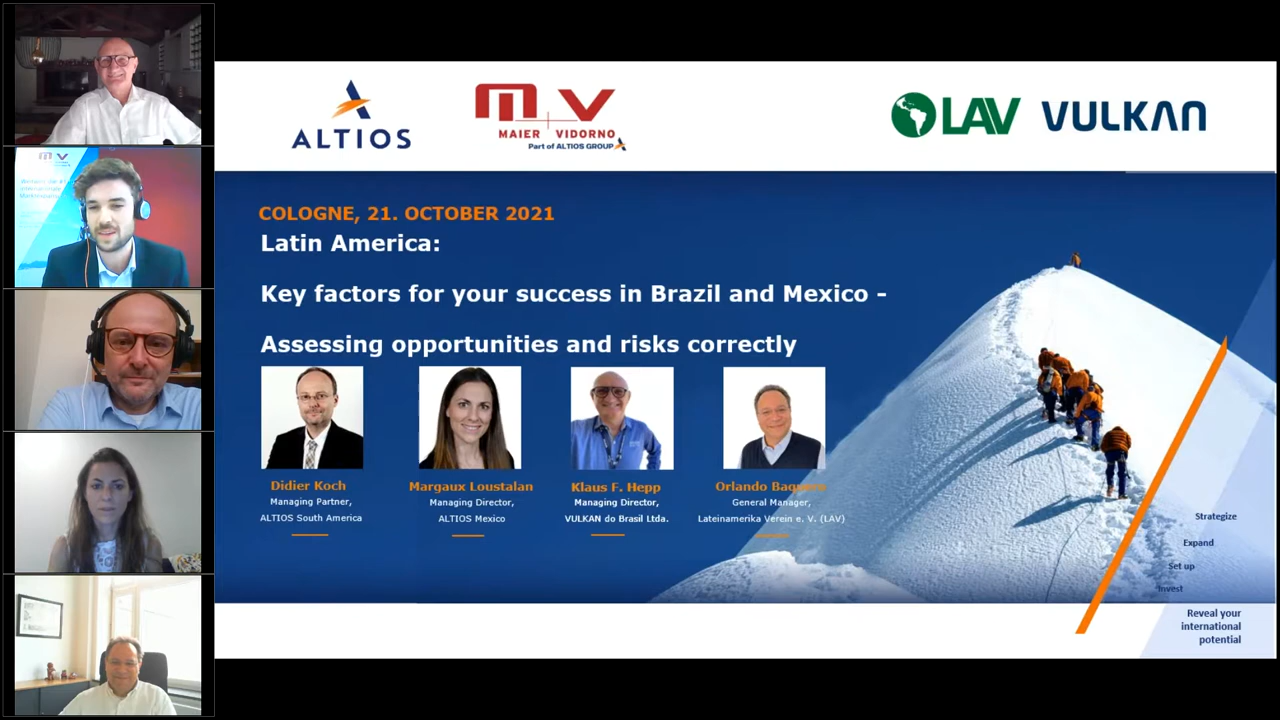 ALTIOS
MAIER + VIDORNO
Part of ALTIOS GROUP
LAV
VULKAN
COLOGNE, 21. OCTOBER 2021
Latin America:
Key factors for your success in Brazil and Mexico -
Assessing opportunities and risks correctly
Didier Koch
Managing Partner,
ALTIOS South America
Margaux Loustalan
Managing Director,
ALTIOS Mexico
Klaus F. Hepp
Managing Director,
VULKAN do Brasil Ltda.
Orlando Baquero
General Manager,
Lateinamerika Verein e. V. (LAV)
Strategize
Expand
Set up
Invest
Reveal your
international
potential